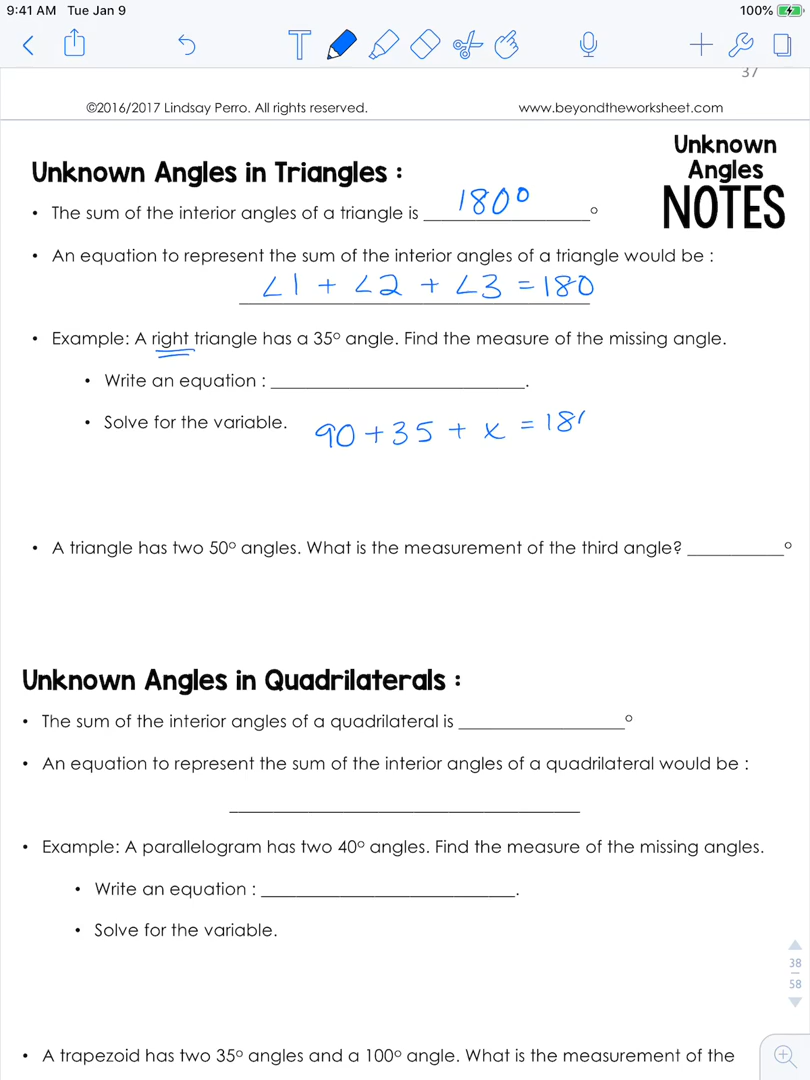 9:41 AM Tue Jan 9 100%
T
37
©2016/2017 Lindsay Perro. All rights reserved. www.beyondtheworksheet.com
Unknown Angles NOTES
Unknown Angles in Triangles :
• The sum of the interior angles of a triangle is 180° °
• An equation to represent the sum of the interior angles of a triangle would be :
∠1 + ∠2 + ∠3 = 180
• Example: A right triangle has a 35° angle. Find the measure of the missing angle.
• Write an equation : ____________________.
• Solve for the variable. 90 + 35 + x = 18
• A triangle has two 50° angles. What is the measurement of the third angle? __________°
Unknown Angles in Quadrilaterals :
• The sum of the interior angles of a quadrilateral is _________________°
• An equation to represent the sum of the interior angles of a quadrilateral would be :
• Example: A parallelogram has two 40° angles. Find the measure of the missing angles.
• Write an equation : ____________________.
• Solve for the variable.
38
58
• A trapezoid has two 35° angles and a 100° angle. What is the measurement of the